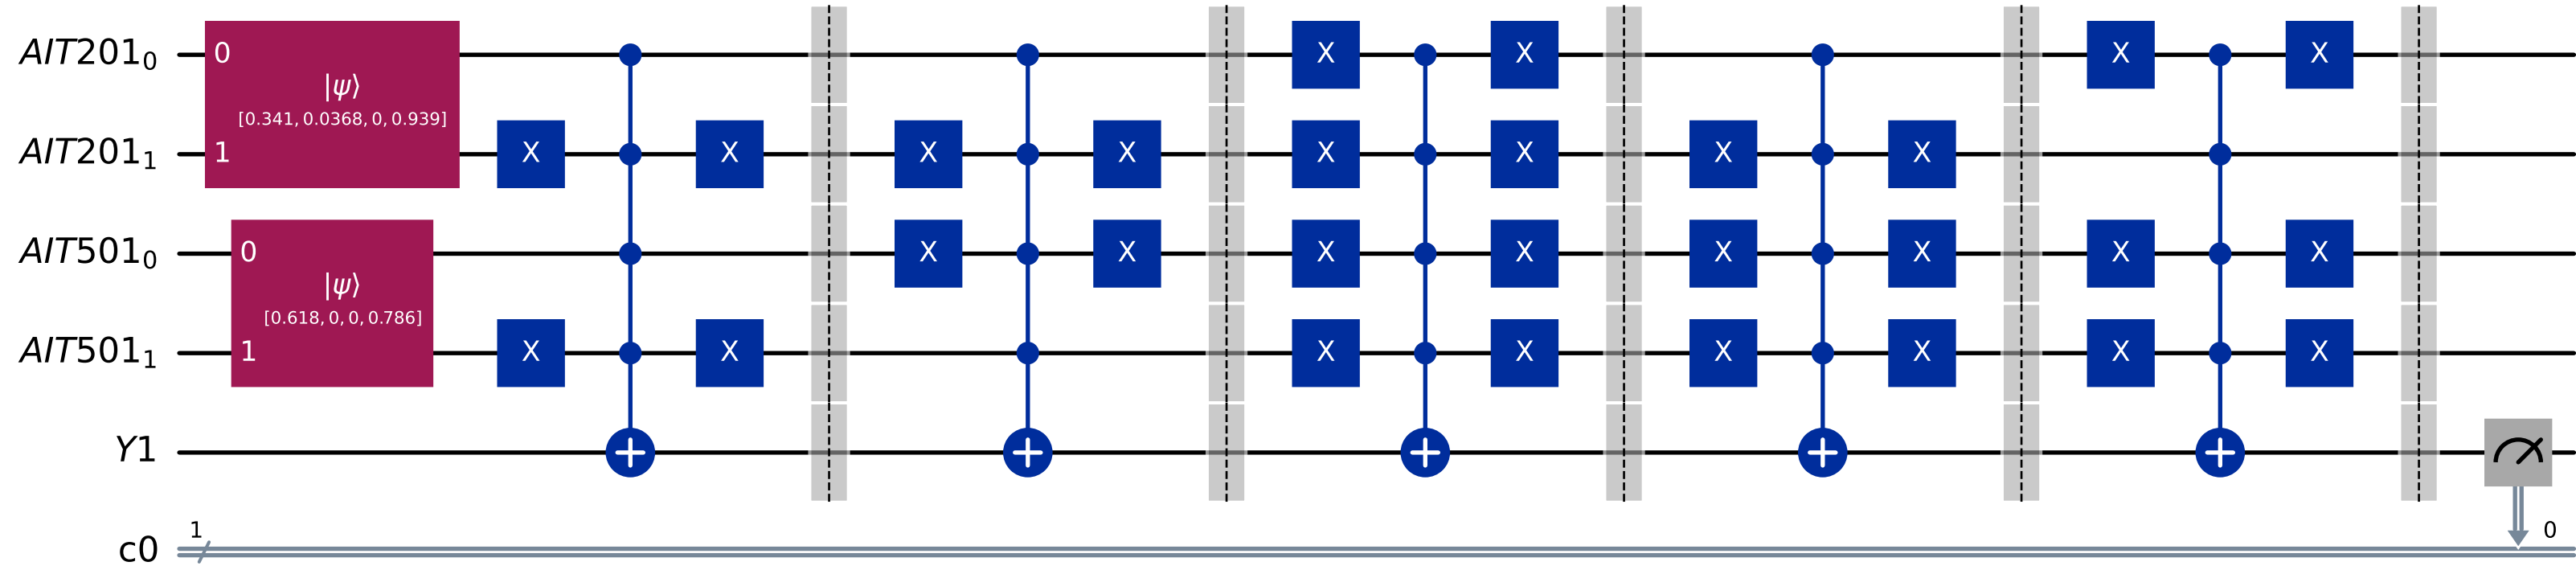 AIT201₀ 0 X X X
|ψ⟩
[0.341, 0.0368, 0, 0.939]
X X
AIT201₁ 1 X X X X X X X X
AIT501₀ 0 X X X X X X X X
|ψ⟩
[0.618, 0, 0, 0.786]
AIT501₁ 1 X X X X X X X X
Y1
1 0
c0